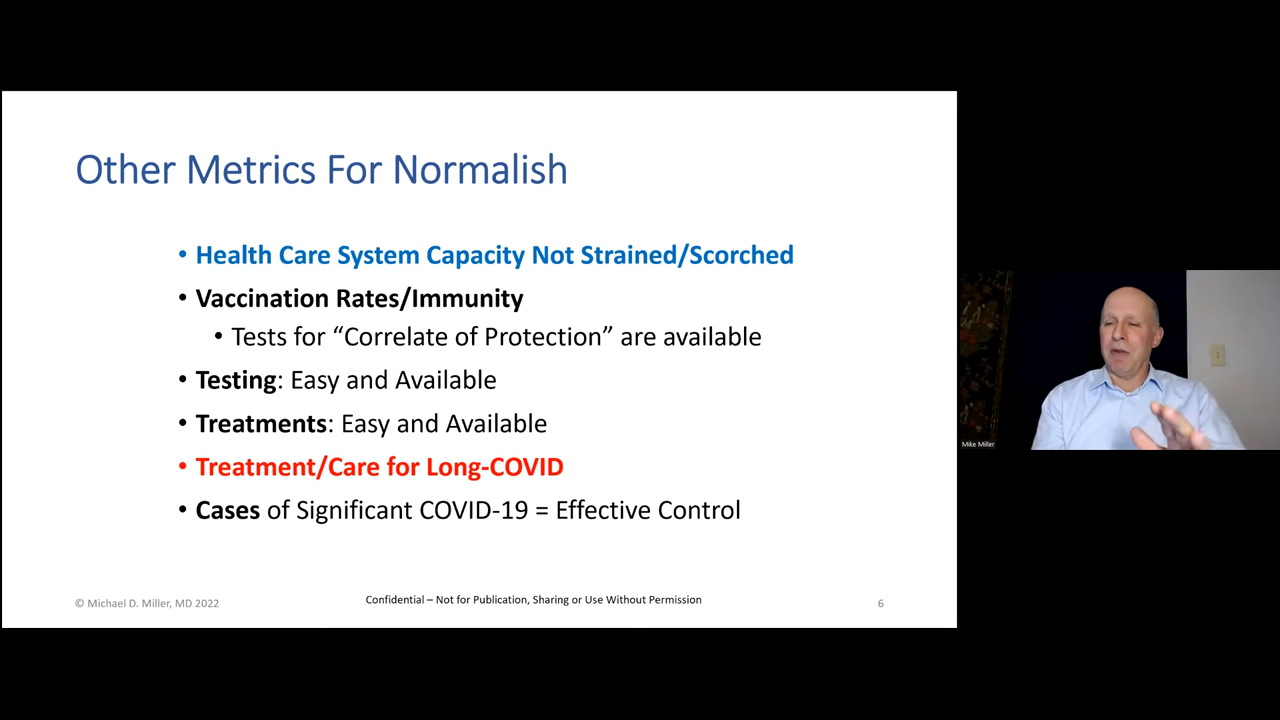 Other Metrics For Normalish
• Health Care System Capacity Not Strained/Scorched
• Vaccination Rates/Immunity
• Tests for “Correlate of Protection” are available
• Testing: Easy and Available
• Treatments: Easy and Available
• Treatment/Care for Long-COVID
• Cases of Significant COVID-19 = Effective Control
© Michael D. Miller, MD 2022
Confidential – Not for Publication, Sharing or Use Without Permission
6
Mike Miller